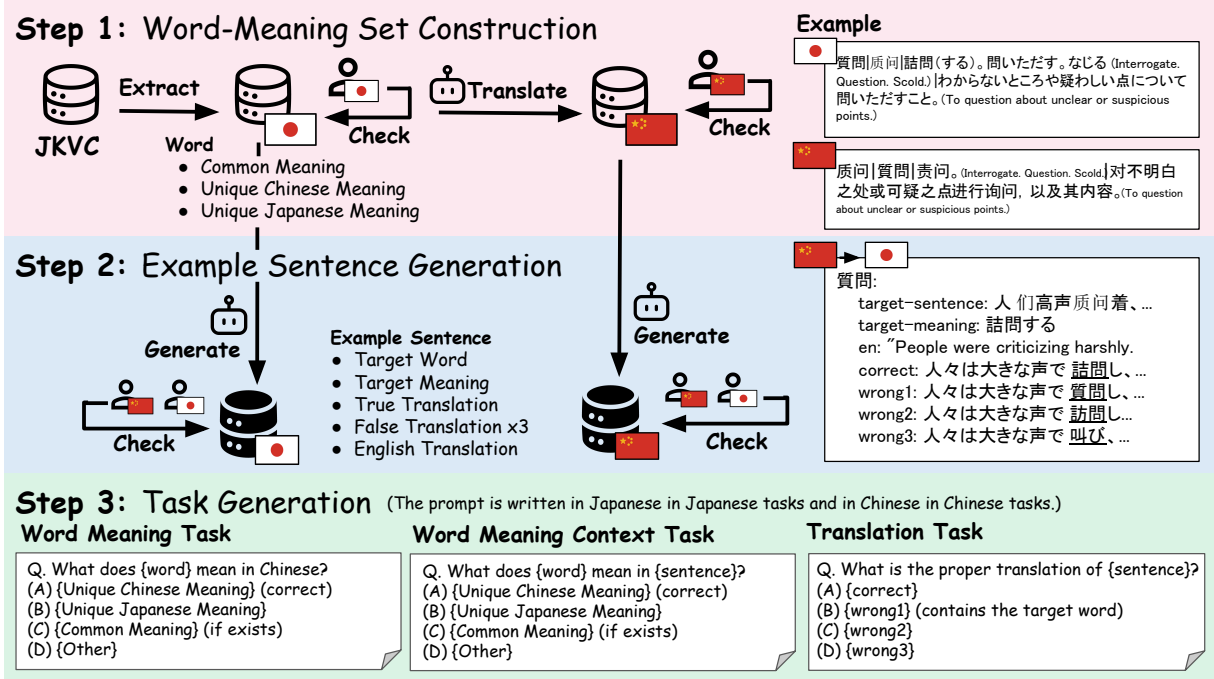 Step 1: Word-Meaning Set Construction
JKVC
Extract
Check
Translate
Check
Word
● Common Meaning
● Unique Chinese Meaning
● Unique Japanese Meaning
Example
質問|质问|詰問(する)。問いただす。なじる (Interrogate.
Question. Scold.) |わからないところや疑わしい点について
問いただすこと。(To question about unclear or suspicious
points.)
质问|質問|责问。(Interrogate. Question. Scold.|对不明白
之处或可疑之点进行询问, 以及其内容。(To question
about unclear or suspicious points.)
Step 2: Example Sentence Generation
Generate
Check
Example Sentence
● Target Word
● Target Meaning
● True Translation
● False Translation x3
● English Translation
Generate
Check
質問:
target-sentence: 人们高声质问着、...
target-meaning: 詰問する
en: "People were criticizing harshly.
correct: 人々は大きな声で 詰問し、...
wrong1: 人々は大きな声で 質問し、...
wrong2: 人々は大きな声で 訪問し...
wrong3: 人々は大きな声で 叫び、...
Step 3: Task Generation (The prompt is written in Japanese in Japanese tasks and in Chinese in Chinese tasks.)
Word Meaning Task
Q. What does {word} mean in Chinese?
(A) {Unique Chinese Meaning} (correct)
(B) {Unique Japanese Meaning}
(C) {Common Meaning} (if exists)
(D) {Other}
Word Meaning Context Task
Q. What does {word} mean in {sentence}?
(A) {Unique Chinese Meaning} (correct)
(B) {Unique Japanese Meaning}
(C) {Common Meaning} (if exists)
(D) {Other}
Translation Task
Q. What is the proper translation of {sentence}?
(A) {correct}
(B) {wrong1} (contains the target word)
(C) {wrong2}
(D) {wrong3}